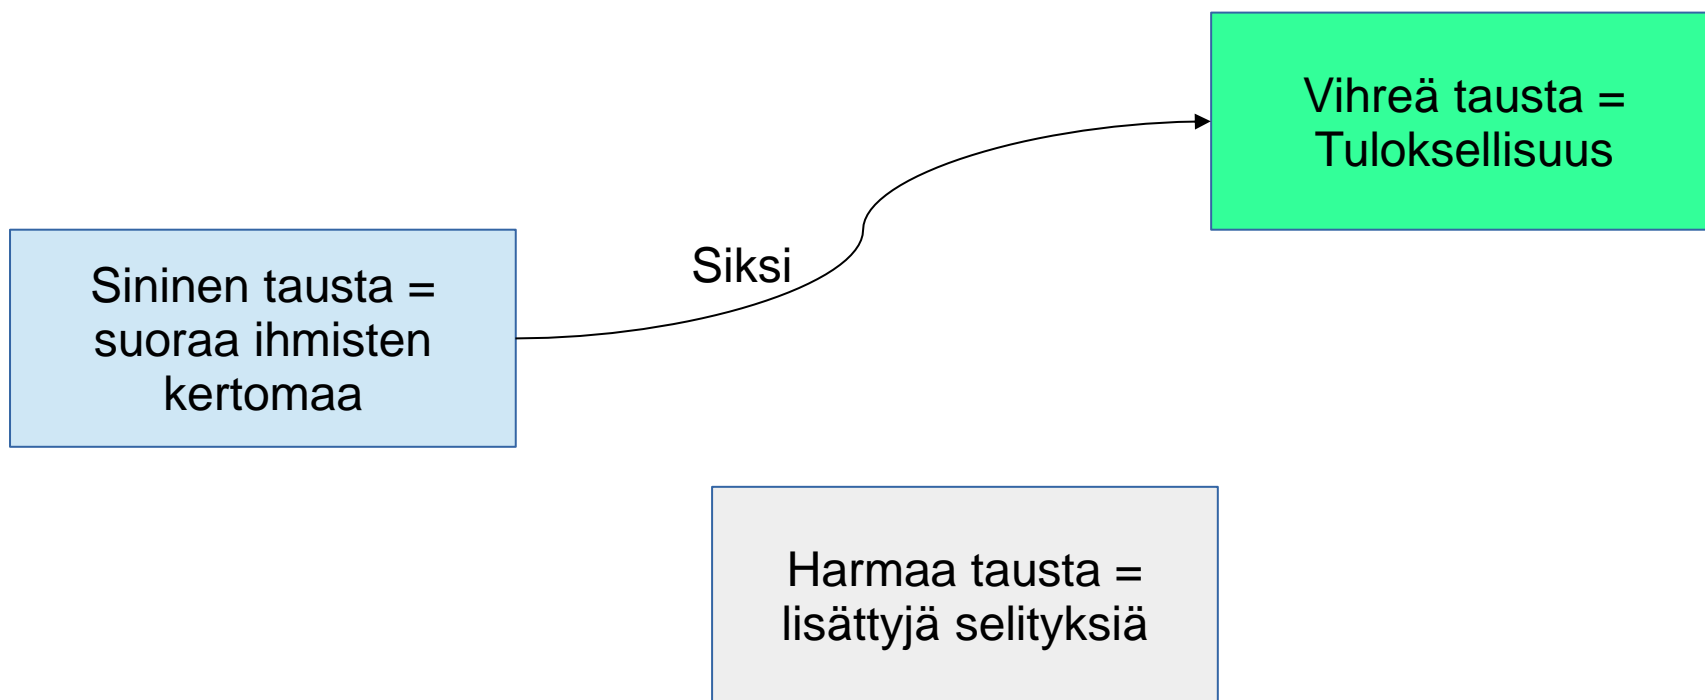 Vihreä tausta =
Tuloksellisuus
Siksi
Sininen tausta =
suoraa ihmisten
kertomaa
Harmaa tausta =
lisättyjä selityksiä